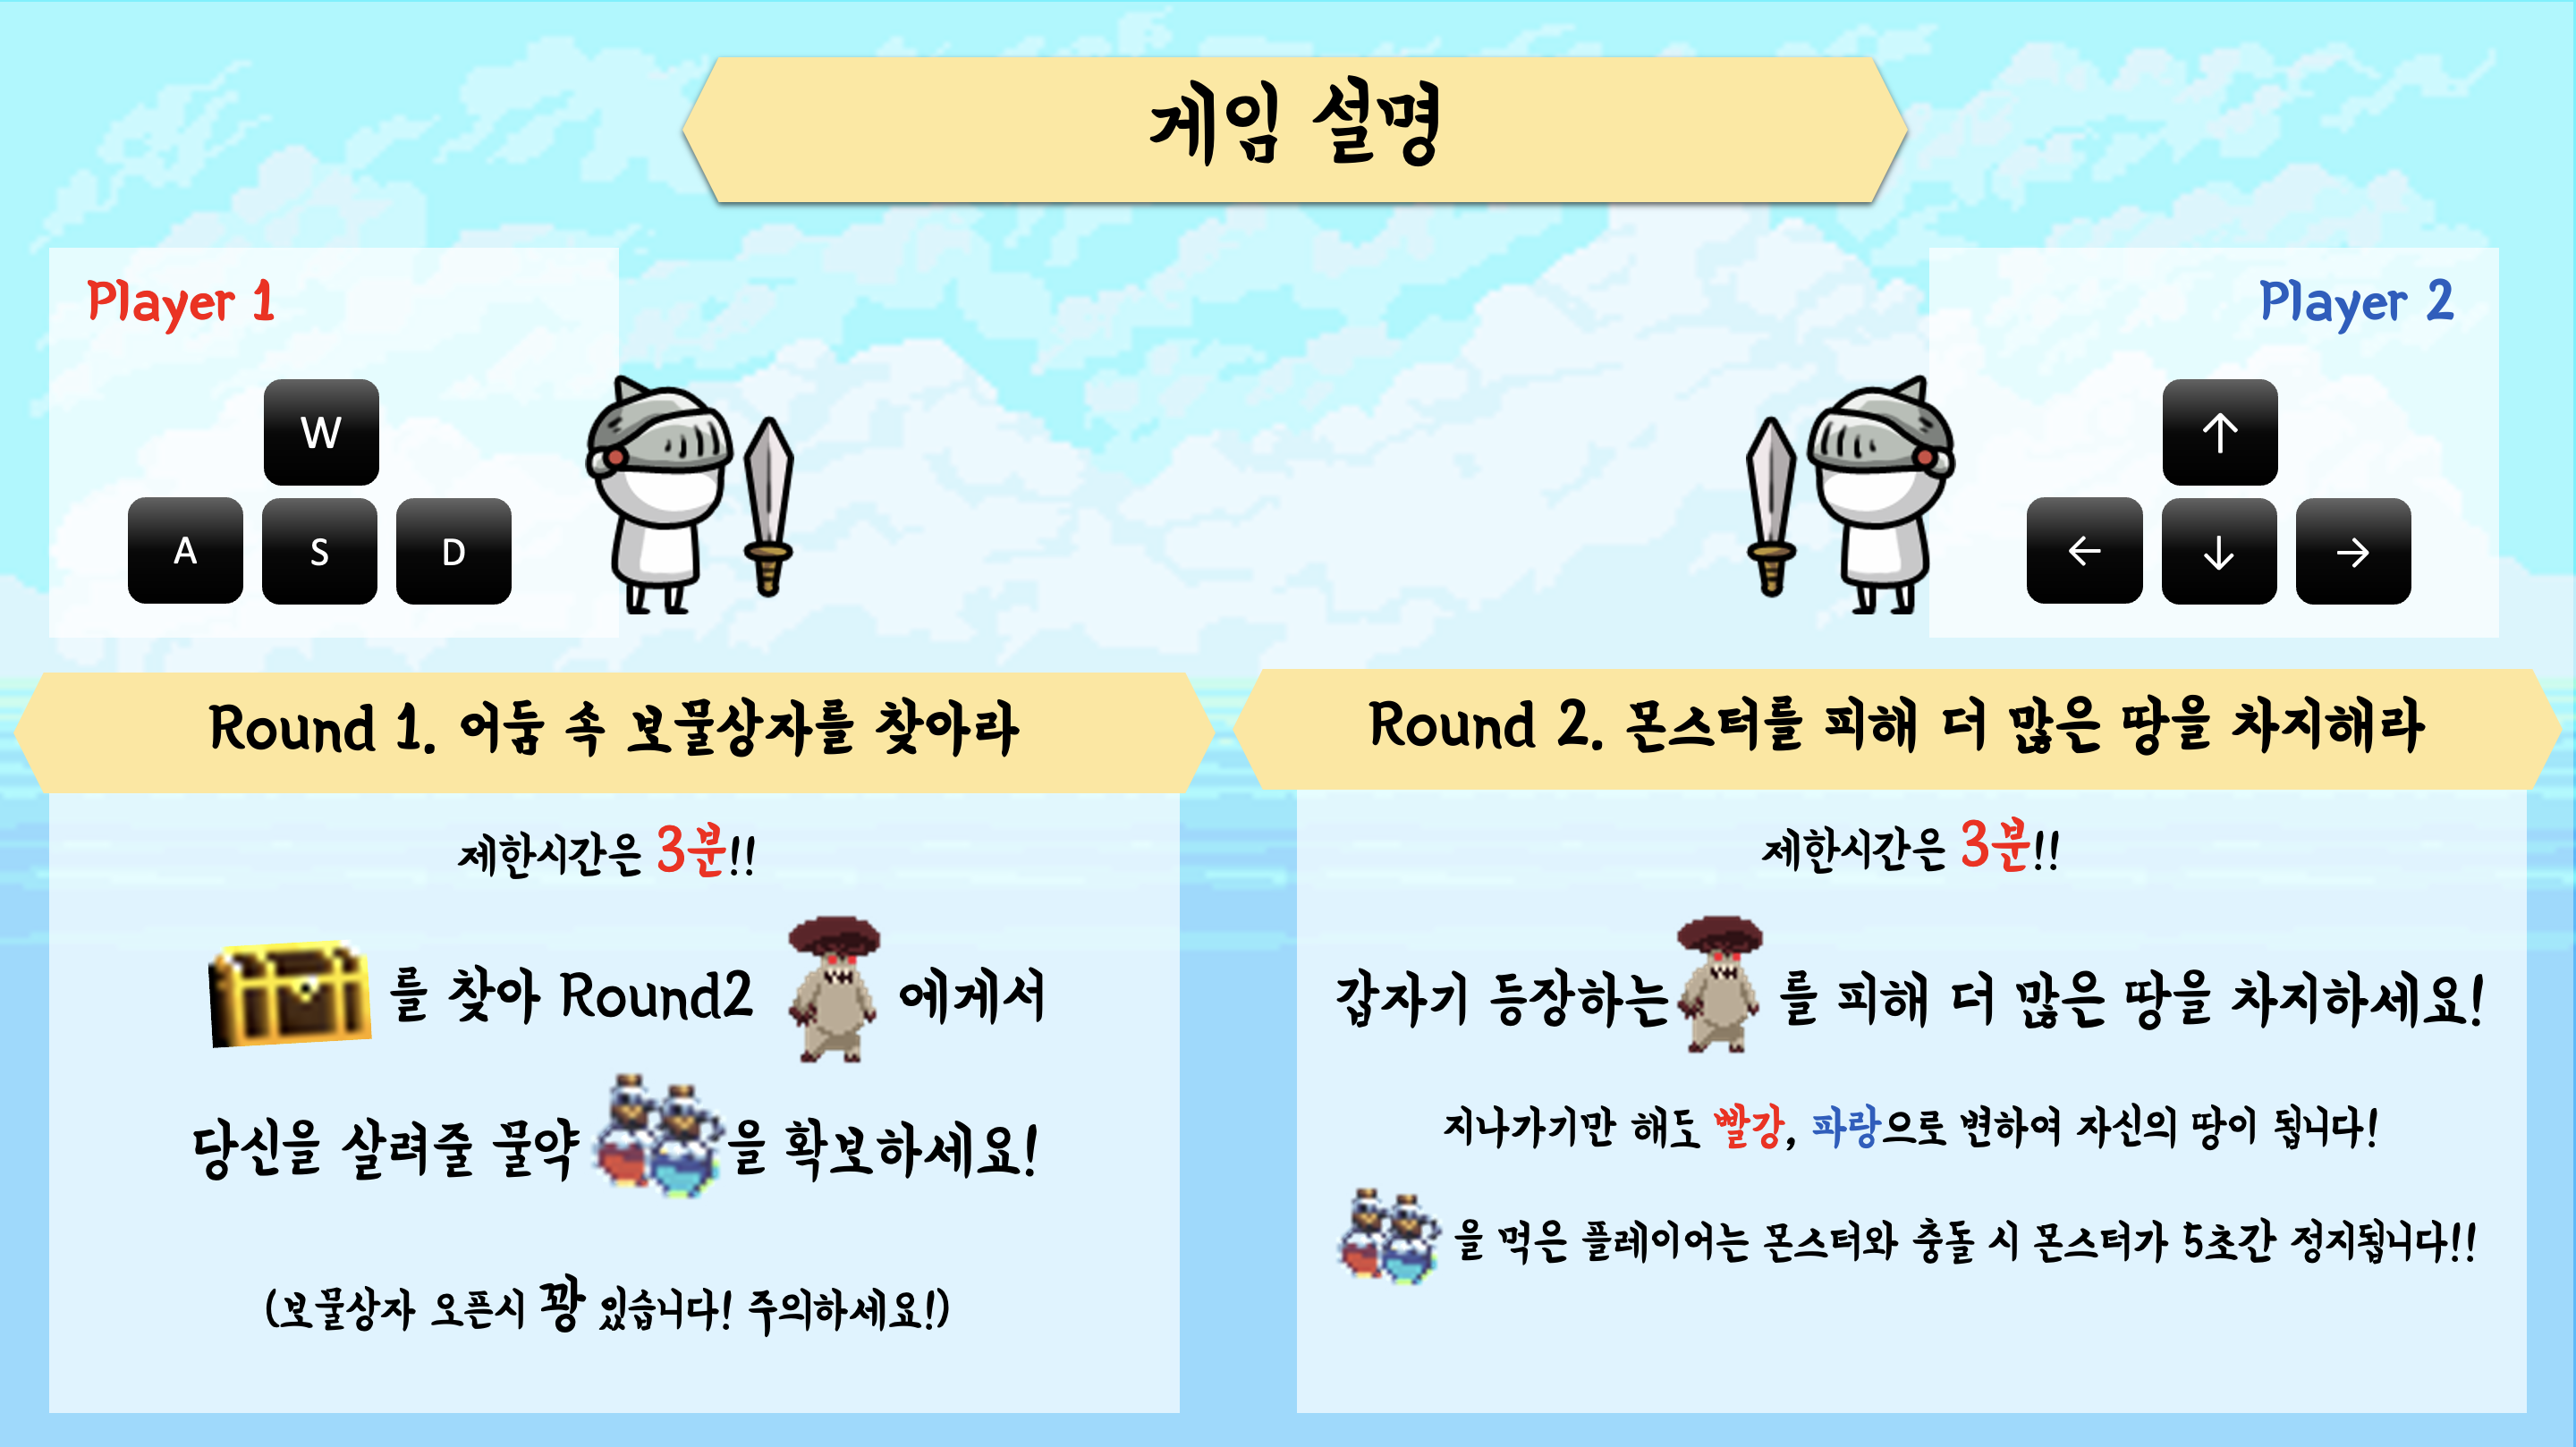 게임 설명
Player 1
W
A S D
Player 2
↑
← ↓ →
Round 1. 어둠 속 보물상자를 찾아라
제한시간은 3분!!
를 찾아 Round2 에게서
당신을 살려줄 물약 을 확보하세요!
(보물상자 오픈시 꽝 있습니다! 주의하세요!)
Round 2. 몬스터를 피해 더 많은 땅을 차지해라
제한시간은 3분!!
갑자기 등장하는 를 피해 더 많은 땅을 차지하세요!
지나가기만 해도 빨강, 파랑으로 변하여 자신의 땅이 됩니다!
을 먹은 플레이어는 몬스터와 충돌 시 몬스터가 5초간 정지됩니다!!